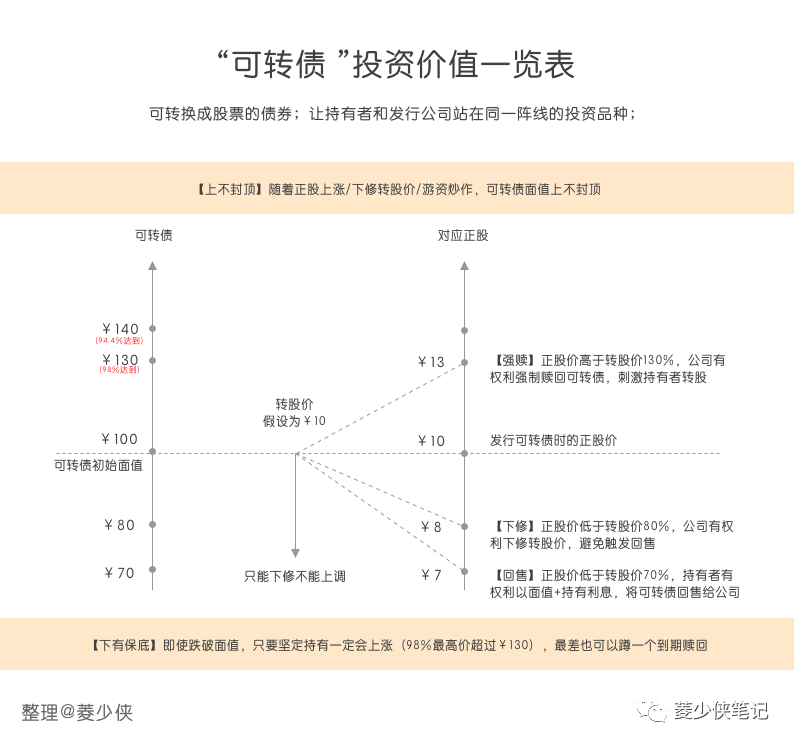 “可转债 ”投资价值一览表
可转换成股票的债券；让持有者和发行公司站在同一阵线的投资品种；
【上不封顶】随着正股上涨/下修转股价/游资炒作，可转债面值上不封顶
可转债
对应正股
￥140
(94.4%达到)
￥130
(98%达到)
￥13
【强赎】正股价高于转股价130%，公司有
权利强制赎回可转债，刺激持有者转股
转股价
假设为￥10
￥100
￥10
发行可转债时的正股价
可转债初始面值
￥80
￥8
【下修】正股价低于转股价80%，公司有权
利下修转股价，避免触发回售
￥70
只能下修不能上调
￥7
【回售】正股价低于转股价70%，持有者有
权利以面值+持有利息，将可转债回售给公司
【下有保底】即使跌破面值，只要坚定持有一定会上涨（98%最高价超过￥130），最差也可以蹲一个到期赎回
整理@菱少侠
菱少侠笔记